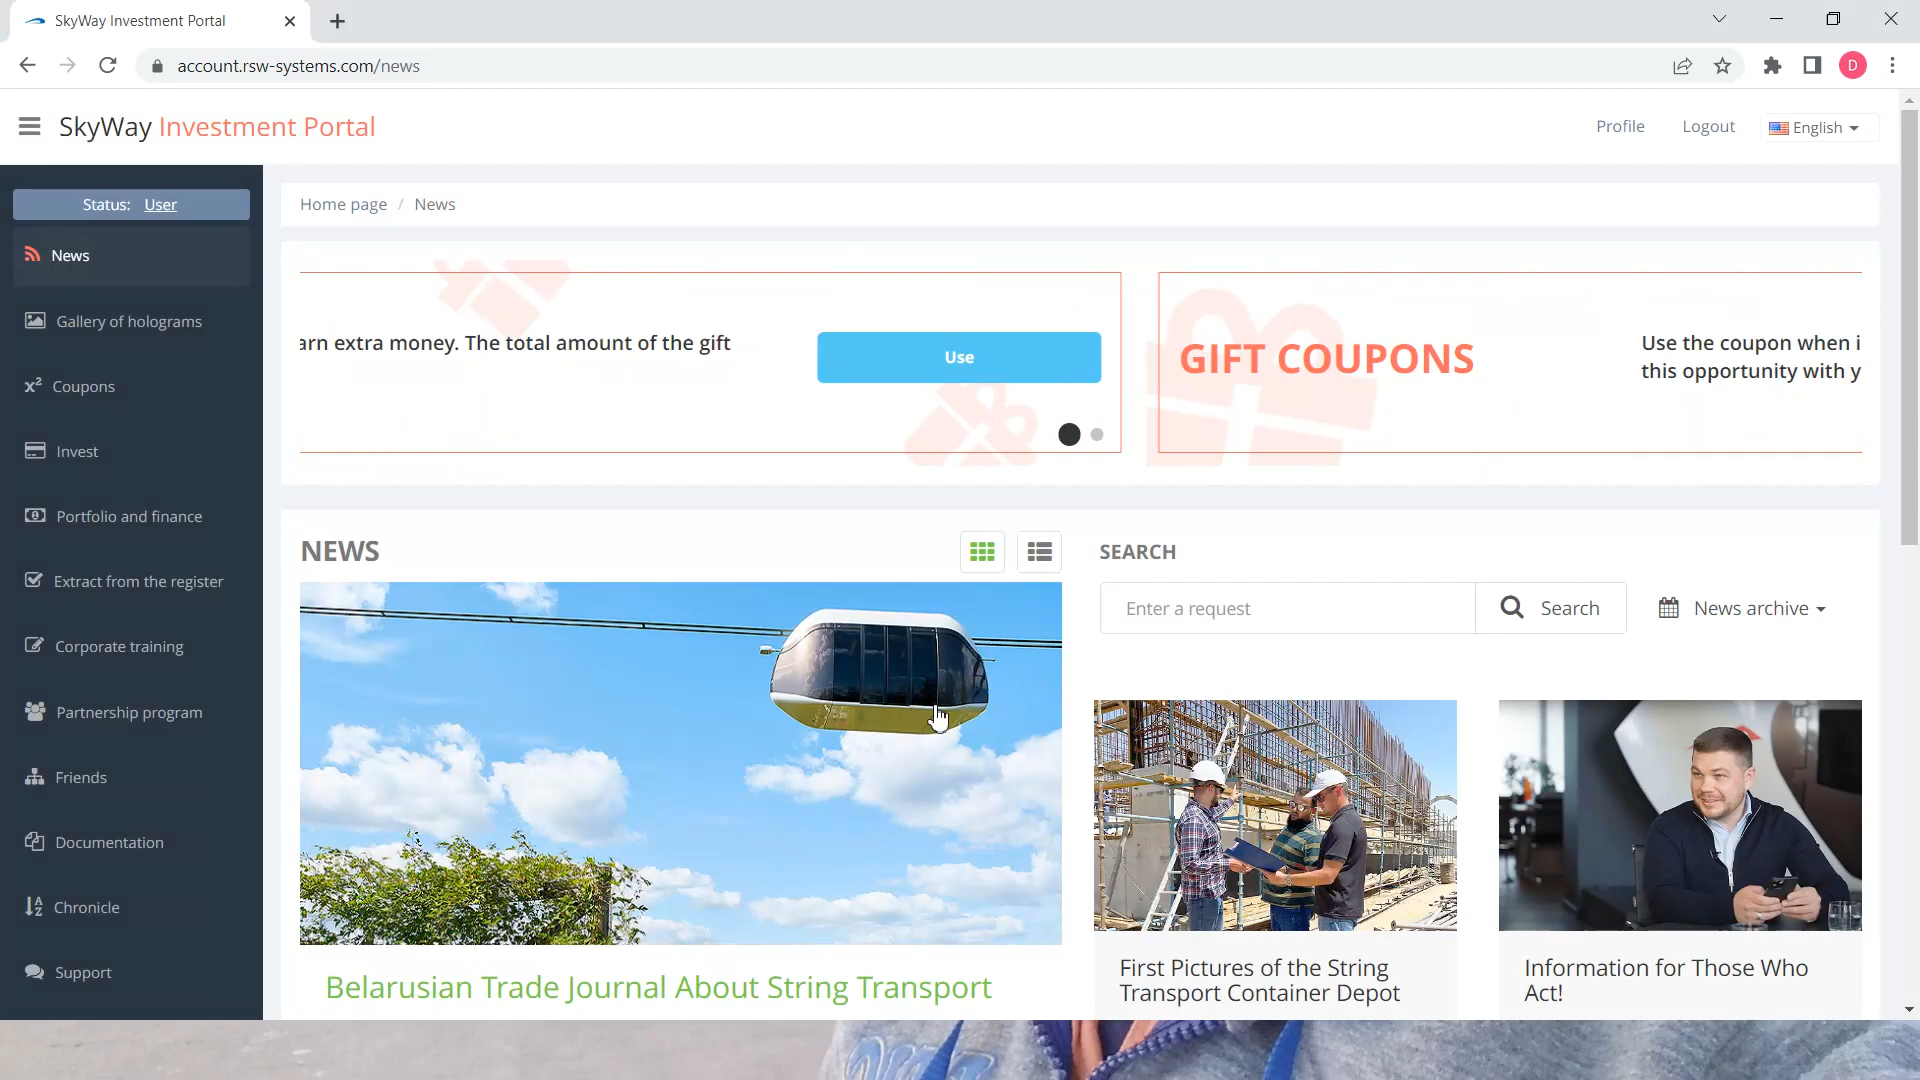 SkyWay Investment Portal
account.rsw-systems.com/news
D
SkyWay Investment Portal
Profile
Logout
English
Status: User
News
Gallery of holograms
x² Coupons
Invest
Portfolio and finance
Extract from the register
Corporate training
Partnership program
Friends
Documentation
Chronicle
Support
Home page / News
arn extra money. The total amount of the gift
Use
GIFT COUPONS
Use the coupon when i
this opportunity with y
NEWS
SEARCH
Enter a request
Search
News archive
Belarusian Trade Journal About String Transport
First Pictures of the String
Transport Container Depot
Information for Those Who
Act!